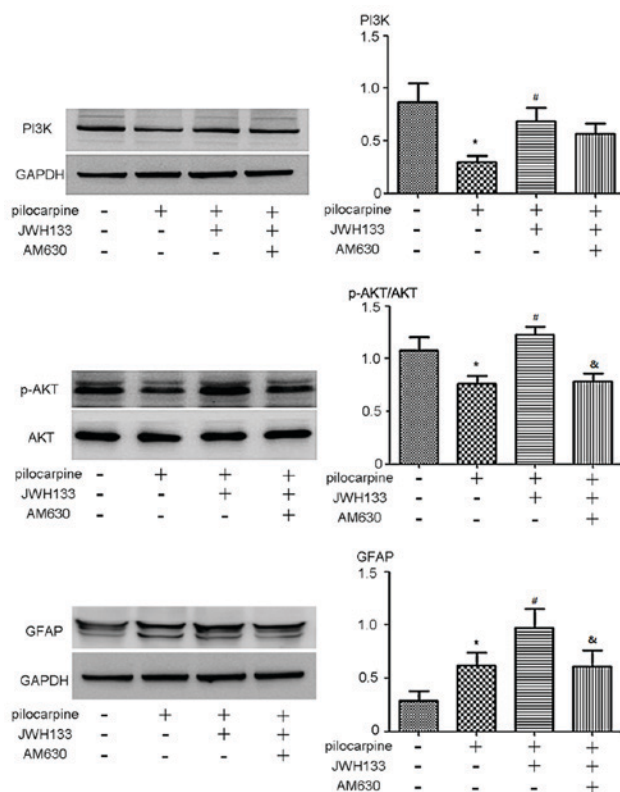 PI3K
1.5
1.0
0.5
0
*
#
PI3K
GAPDH
pilocarpine - + + +
JWH133 - - + +
AM630 - - - +
pilocarpine - + + +
JWH133 - - + +
AM630 - - - +
p-AKT/AKT
1.5
1.0
0.5
0
*
#
&
p-AKT
AKT
pilocarpine - + + +
JWH133 - - + +
AM630 - - - +
pilocarpine - + + +
JWH133 - - + +
AM630 - - - +
GFAP
1.5
1.0
0.5
0
*
#
&
GFAP
GAPDH
pilocarpine - + + +
JWH133 - - + +
AM630 - - - +
pilocarpine - + + +
JWH133 - - + +
AM630 - - - +